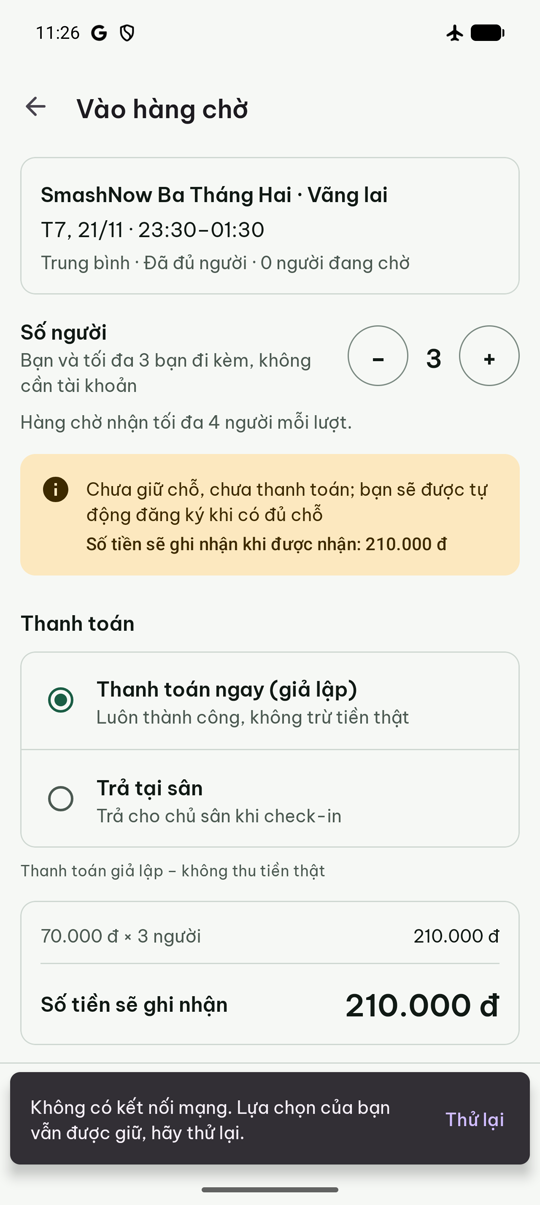 11:26
Vào hàng chờ
SmashNow Ba Tháng Hai · Vãng lai
T7, 21/11 · 23:30–01:30
Trung bình · Đã đủ người · 0 người đang chờ
Số người
Bạn và tối đa 3 bạn đi kèm, không
cần tài khoản
– 3 +
Hàng chờ nhận tối đa 4 người mỗi lượt.
Chưa giữ chỗ, chưa thanh toán; bạn sẽ được tự
động đăng ký khi có đủ chỗ
Số tiền sẽ ghi nhận khi được nhận: 210.000 đ
Thanh toán
Thanh toán ngay (giả lập)
Luôn thành công, không trừ tiền thật
Trả tại sân
Trả cho chủ sân khi check-in
Thanh toán giả lập – không thu tiền thật
70.000 đ × 3 người 210.000 đ
Số tiền sẽ ghi nhận 210.000 đ
Không có kết nối mạng. Lựa chọn của bạn
vẫn được giữ, hãy thử lại.
Thử lại